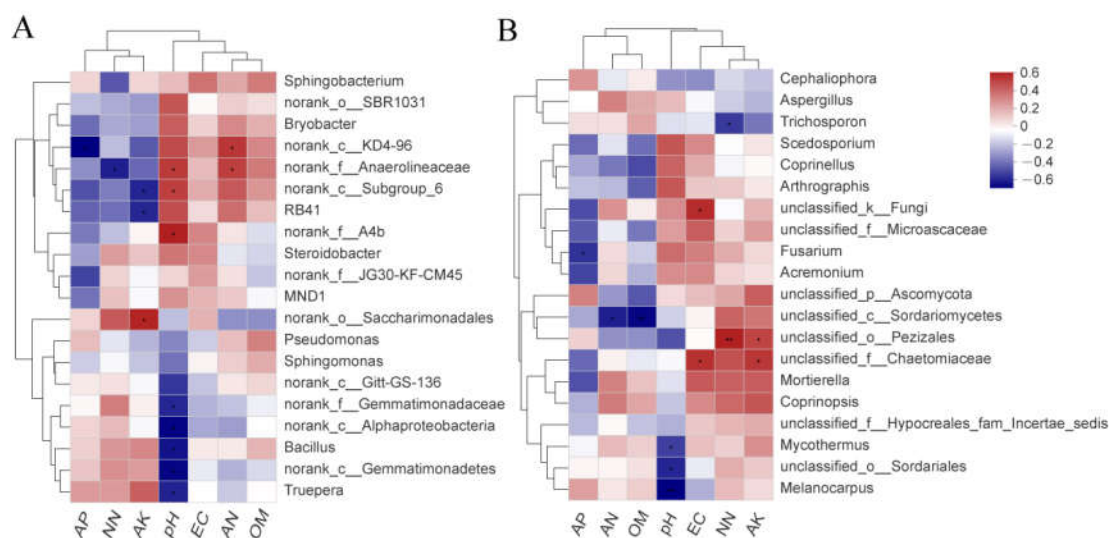 A
Sphingobacterium
norank_o__SBR1031
Bryobacter
norank_c__KD4-96
norank_f__Anaerolineaceae
norank_c__Subgroup_6
RB41
norank_f__A4b
Steroidobacter
norank_f__JG30-KF-CM45
MND1
norank_o__Saccharimonadales
Pseudomonas
Sphingomonas
norank_c__Gitt-GS-136
norank_f__Gemmatimonadaceae
norank_c__Alphaproteobacteria
Bacillus
norank_c__Gemmatimonadetes
Truepera
AP NN AK pH EC AN OM
B
Cephaliophora
Aspergillus
Trichosporon
Scedosporium
Coprinellus
Arthrographis
unclassified_k__Fungi
unclassified_f__Microascaceae
Fusarium
Acremonium
unclassified_p__Ascomycota
unclassified_c__Sordariomycetes
unclassified_o__Pezizales
unclassified_f__Chaetomiaceae
Mortierella
Coprinopsis
unclassified_f__Hypocreales_fam_Incertae_sedis
Mycothermus
unclassified_o__Sordariales
Melanocarpus
AP AN OM pH EC NN AK
0.6
0.4
0.2
0
−0.2
−0.4
−0.6